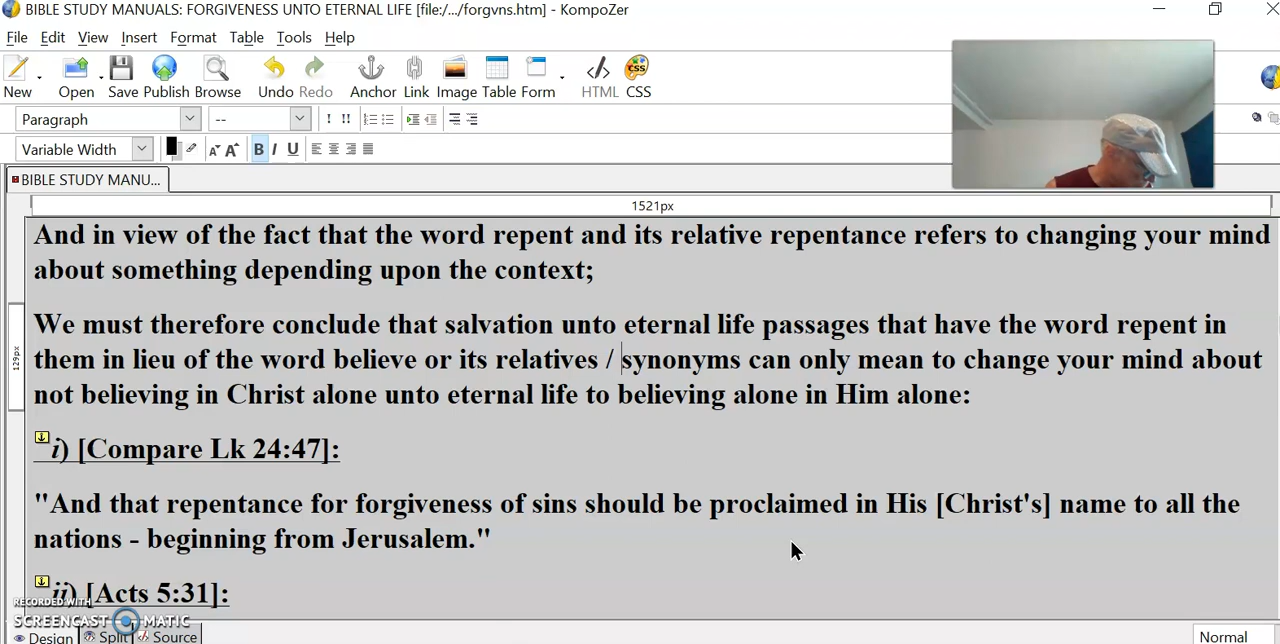 BIBLE STUDY MANUALS: FORGIVENESS UNTO ETERNAL LIFE [file:/.../forgvns.htm] - KompoZer
File Edit View Insert Format Table Tools Help
New Open Save Publish Browse Undo Redo Anchor Link Image Table Form HTML CSS
Paragraph --
Variable Width B I U
BIBLE STUDY MANU...
1521px
And in view of the fact that the word repent and its relative repentance refers to changing your mind
about something depending upon the context;
We must therefore conclude that salvation unto eternal life passages that have the word repent in
them in lieu of the word believe or its relatives / synonyms can only mean to change your mind about
129px
not believing in Christ alone unto eternal life to believing alone in Him alone:
i) [Compare Lk 24:47]:
"And that repentance for forgiveness of sins should be proclaimed in His [Christ's] name to all the
nations - beginning from Jerusalem."
ii) [Acts 5:31]:
RECORDED WITH
SCREENCAST MATIC
Design Split Source
Normal